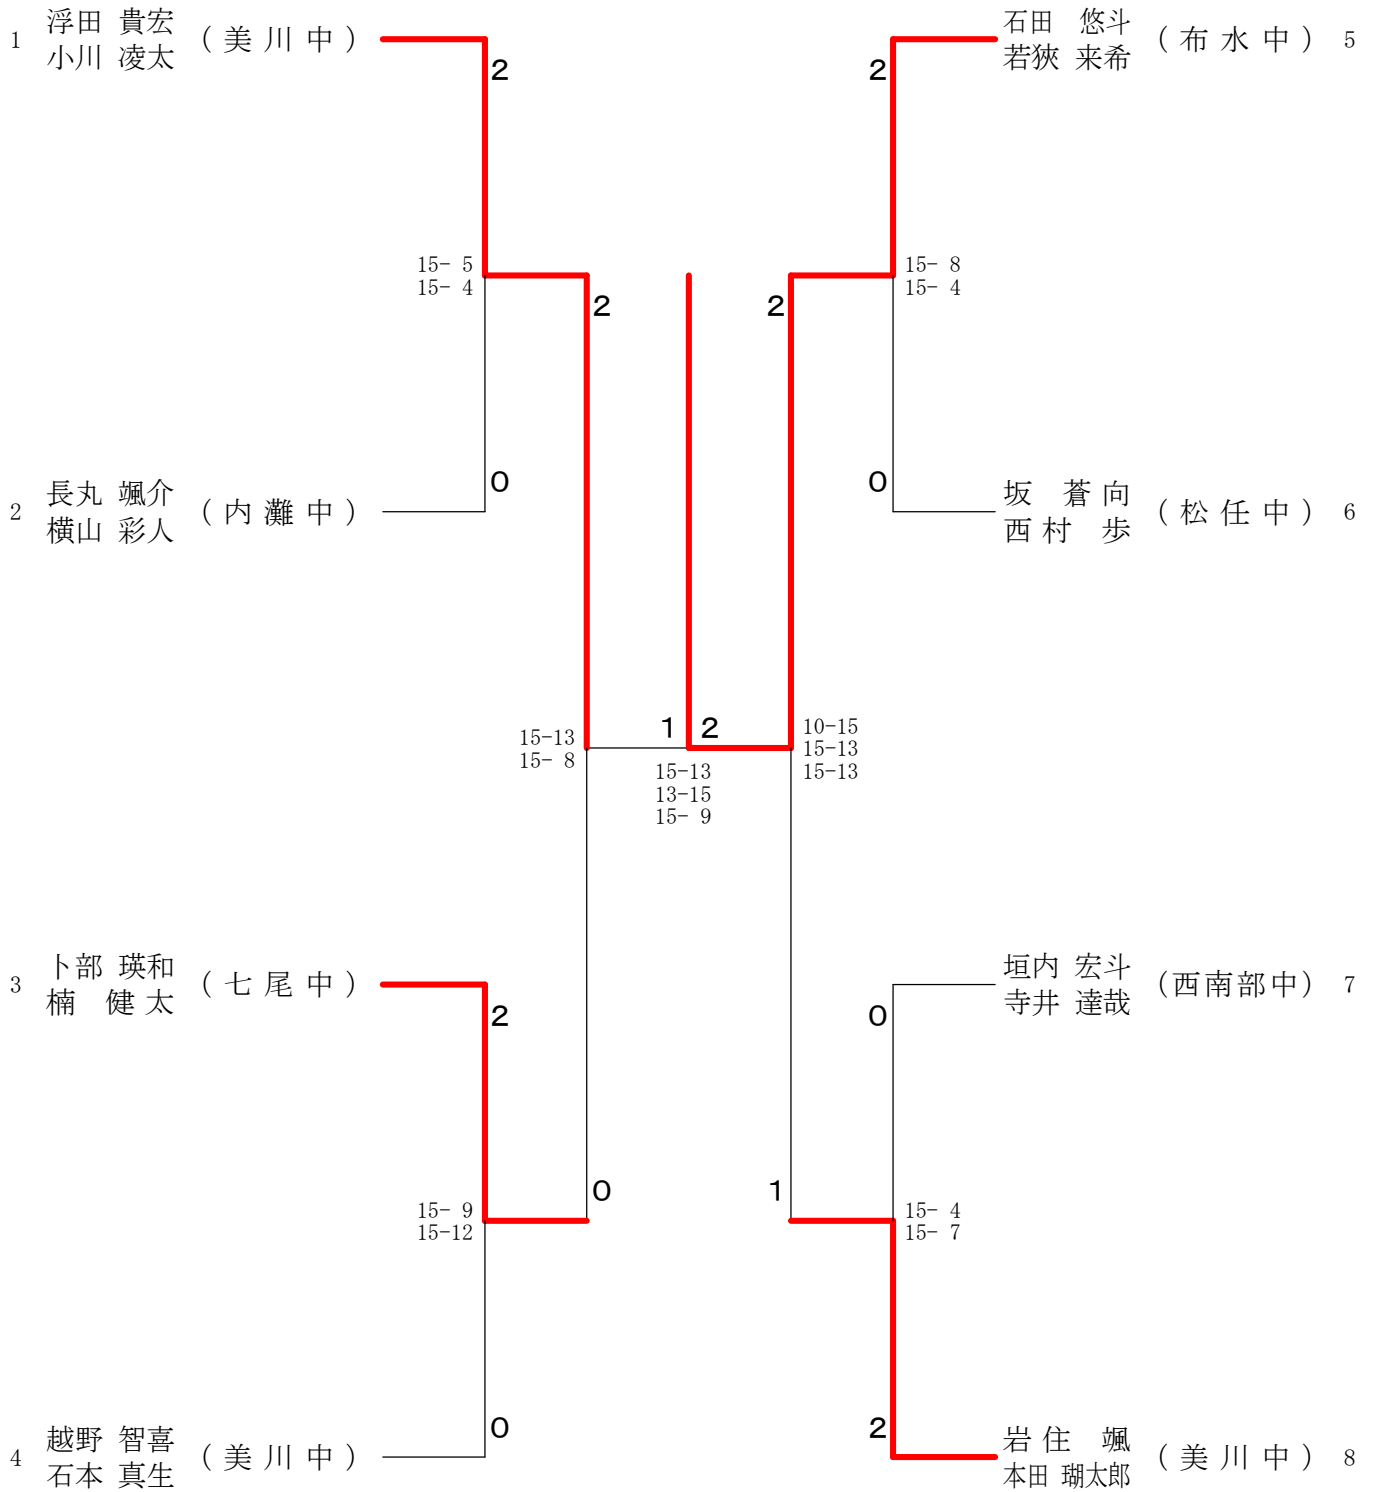 1 浮田 貴宏 (美川中)
小川 凌太
2
15- 5
15- 4
0
2 長丸 颯介 (内灘中)
横山 彩人
2
15-13
15- 8
0
3 卜部 瑛和 (七尾中)
楠 健太
2
15- 9
15-12
0
4 越野 智喜 (美川中)
石本 真生
1 2
15-13
13-15
15- 9
石田 悠斗 (布水中) 5
若狹 来希
2
15- 8
15- 4
0
坂 蒼向 (松任中) 6
西村 歩
2
10-15
15-13
15-13
1
垣内 宏斗 (西南部中) 7
寺井 達哉
0
15- 4
15- 7
2
岩住 颯 (美川中) 8
本田 瑚太郎